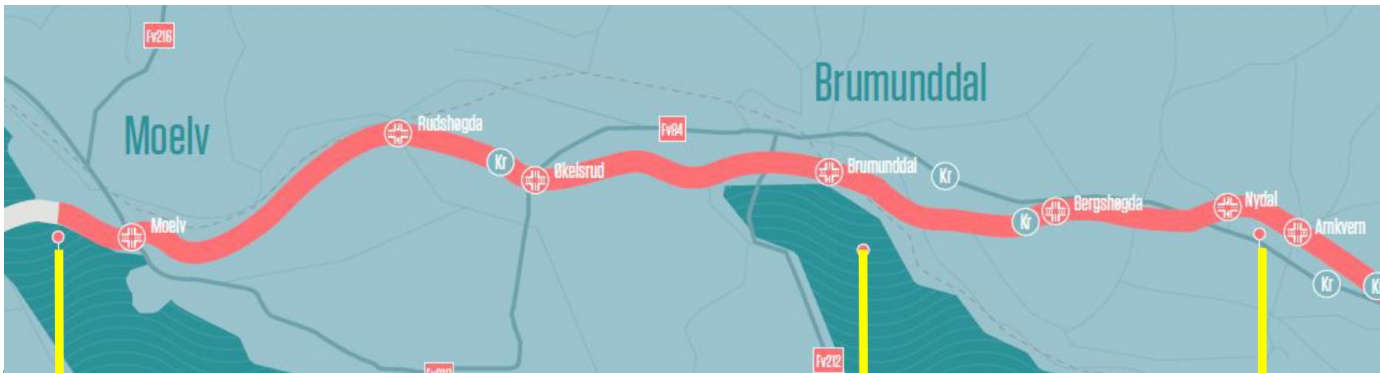 Fv216
Moelv
Brumunddal
Rudshøgda
Fv84
Kr
Økelsrud
Brumunddal
Kr
Moelv
Kr
Bergshøgda
Nydal
Arnkvern
Kr
Fv212